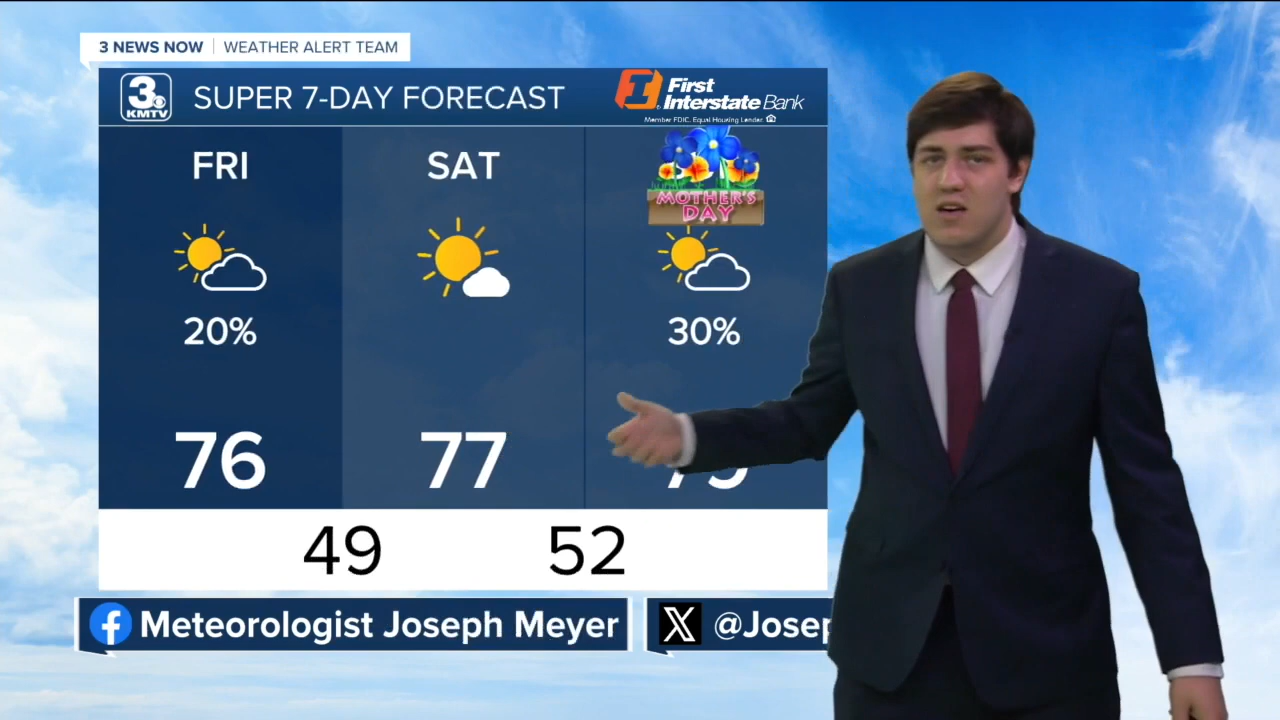 3 NEWS NOW | WEATHER ALERT TEAM
3
KMTV
SUPER 7-DAY FORECAST
First
Interstate Bank
Member FDIC. Equal Housing Lender
FRI
SAT
MOTHER'S
DAY
20%
30%
76
77
49
52
Meteorologist Joseph Meyer
@Josep